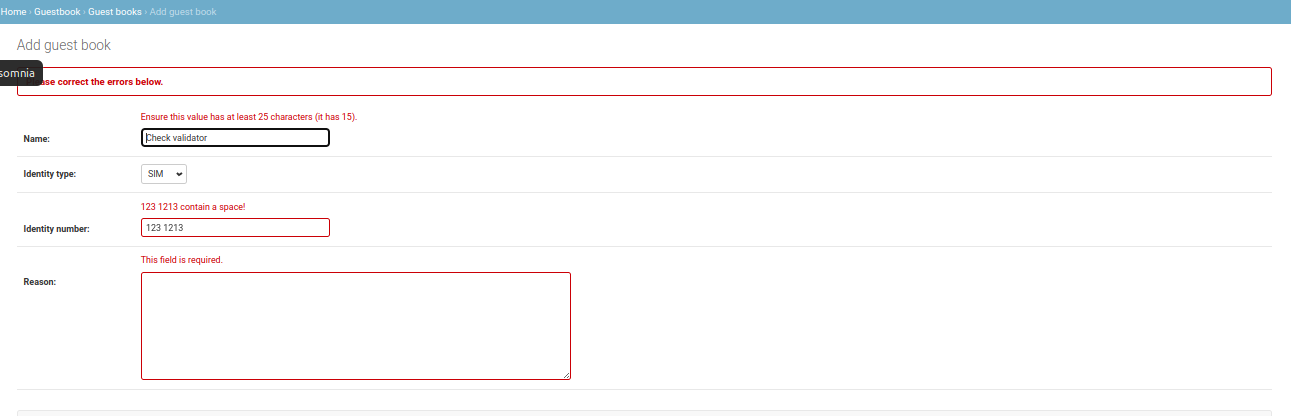 Home › Guestbook › Guest books › Add guest book
Add guest book
somnia
ase correct the errors below.
Ensure this value has at least 25 characters (it has 15).
Name: Check validator
Identity type: SIM
123 1213 contain a space!
Identity number: 123 1213
This field is required.
Reason: